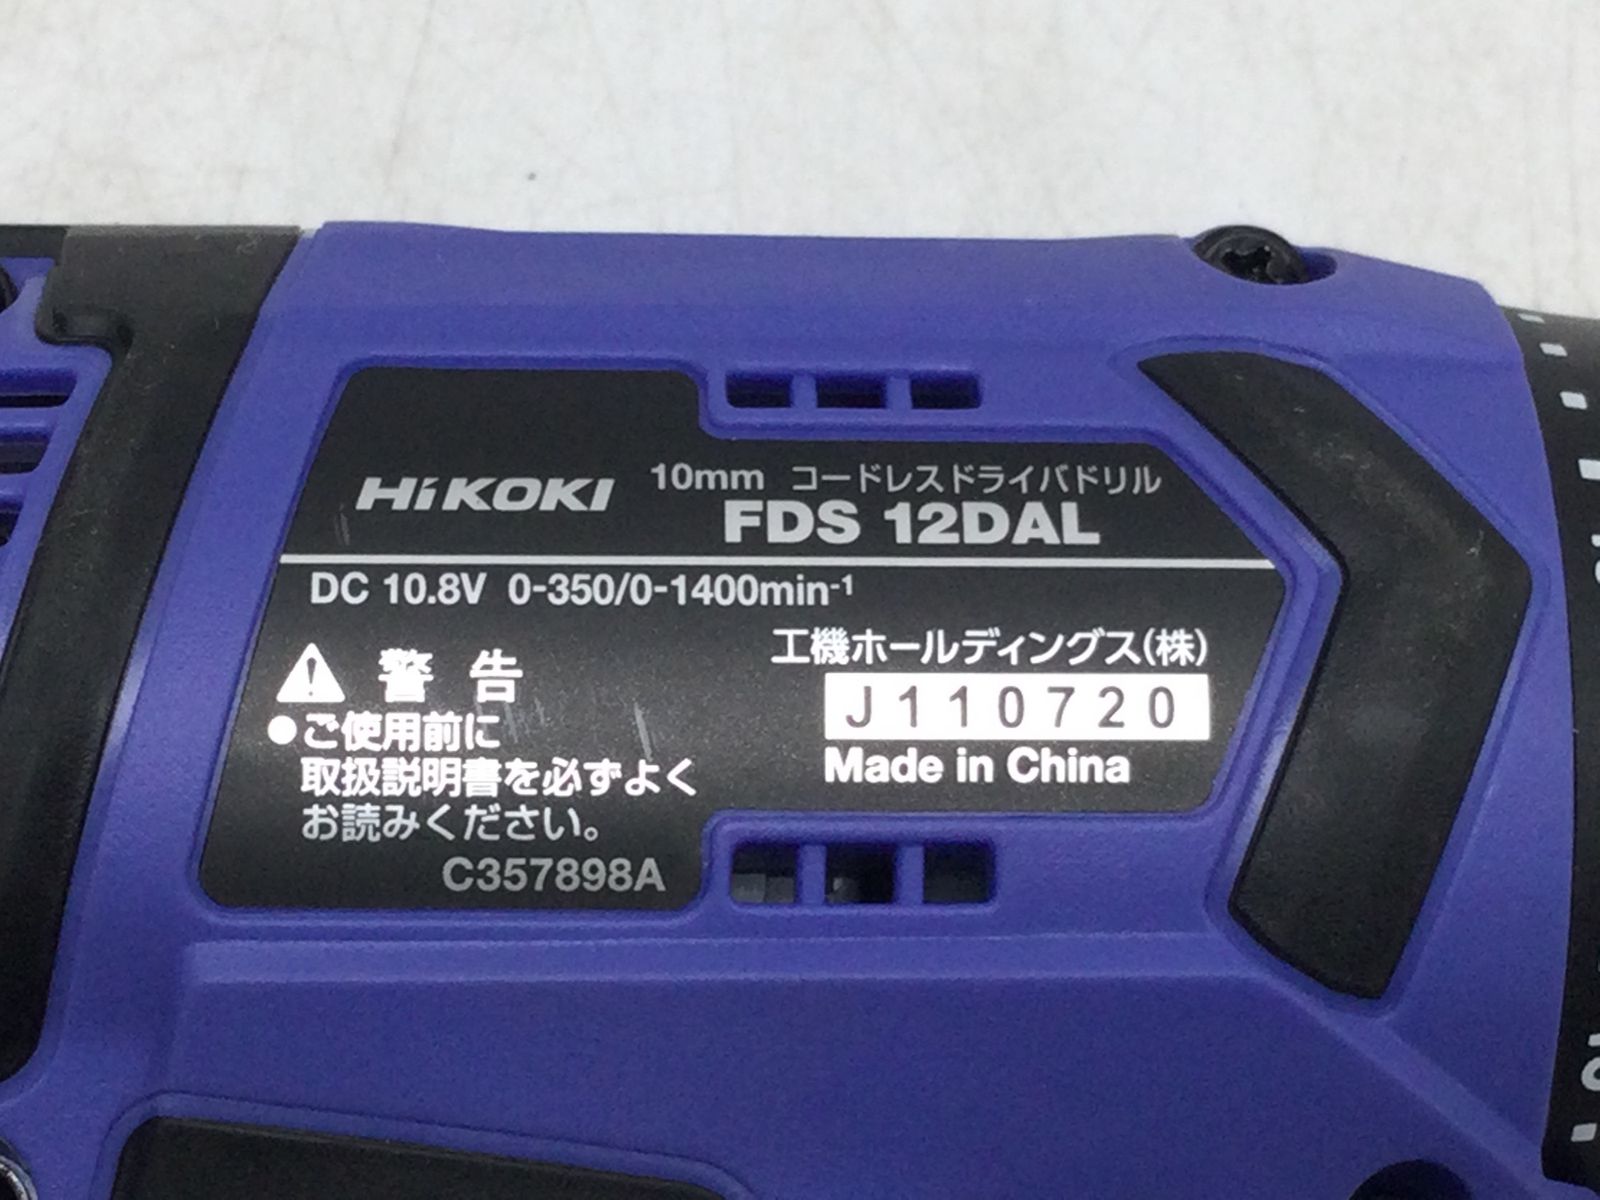 HiKOKI 10mm コードレスドライバドリル
FDS 12DAL
DC 10.8V 0-350/0-1400min-1
警告
●ご使用前に
取扱説明書を必ずよく
お読みください。
C357898A
工機ホールディングス(株)
J110720
Made in China